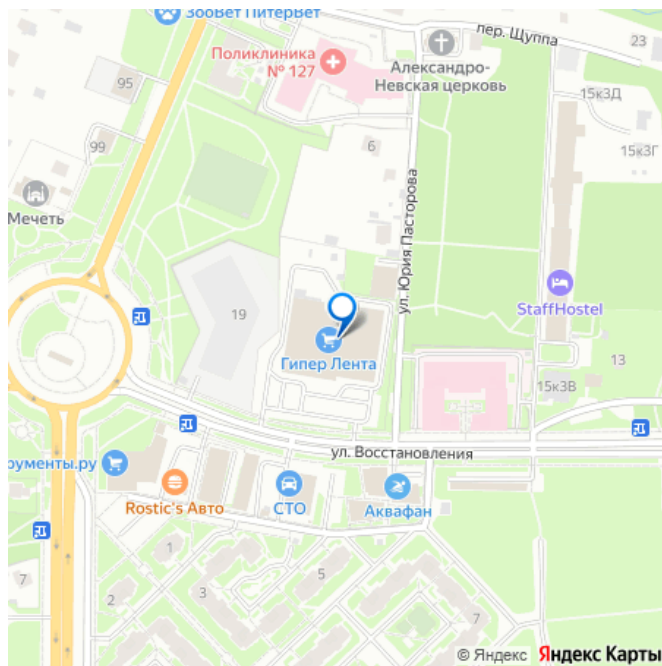 ЗооВет ПитерВет
пер. Щуппа
23
Поликлиника
№ 127
Александро-
Невская церковь
95
15к3Д
99
6
15к3Г
Мечеть
ул. Юрия Пасторова
StaffHostel
19
Гипер Лента
13
15к3В
ул. Восстановления
рументы.ру
Rostic's Авто
СТО
Аквафан
1
5
7
2
3
7
© Яндекс Яндекс Карты